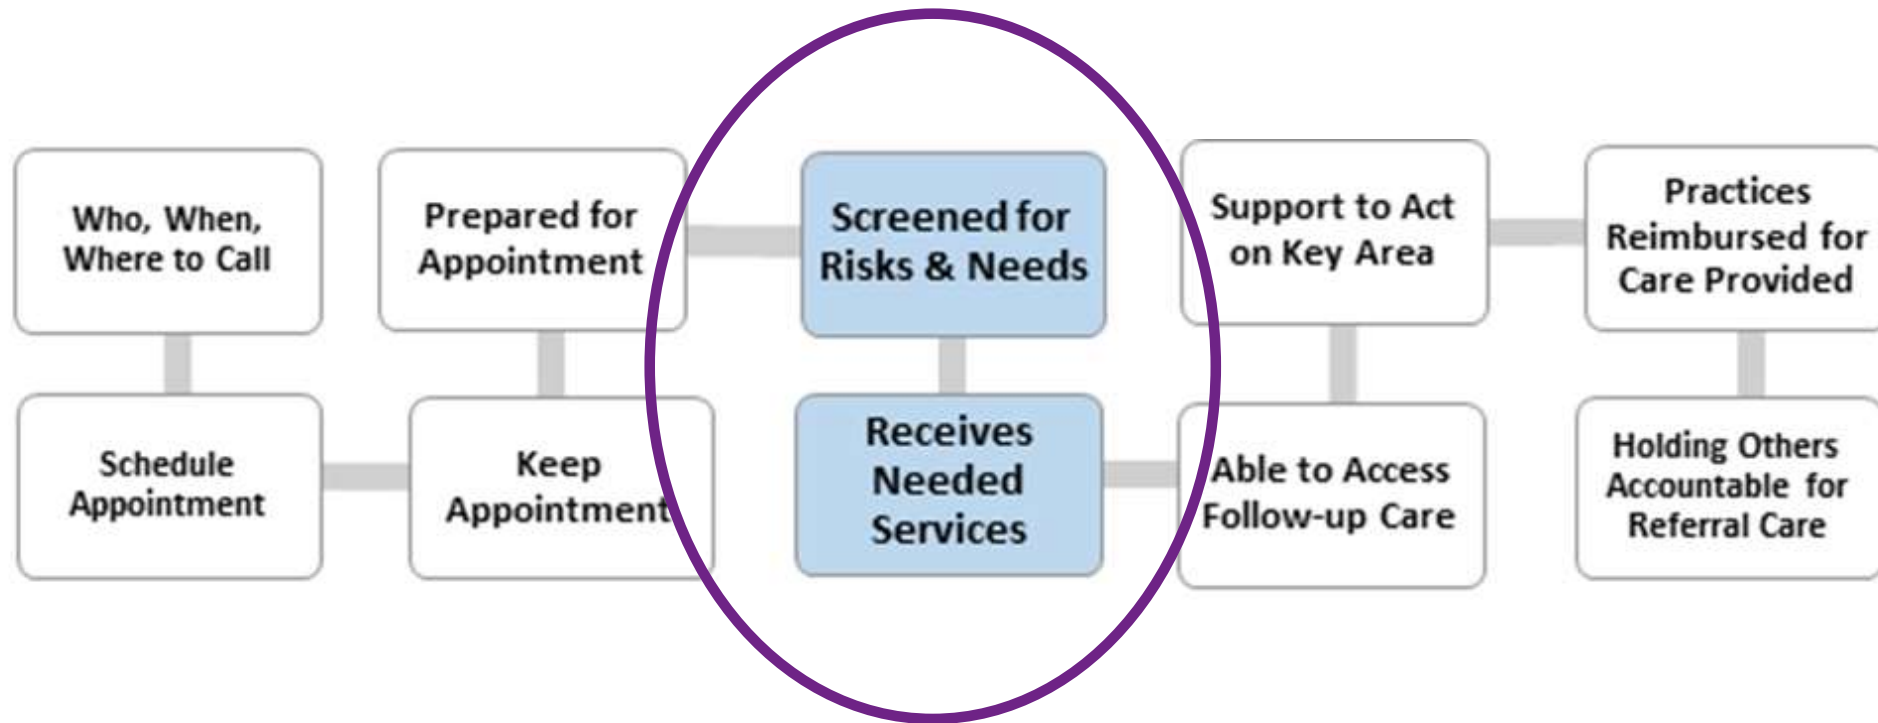 Who, When,
Where to Call
Schedule
Appointment
Keep
Appointment
Prepared for
Appointment
Screened for
Risks & Needs
Receives
Needed
Services
Able to Access
Follow-up Care
Support to Act
on Key Area
Practices
Reimbursed for
Care Provided
Holding Others
Accountable for
Referral Care